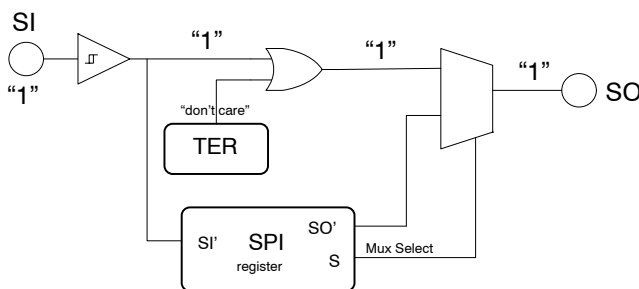 SI
“1”
“1”
“1”
“1”
SO
“don’t care”
TER
SO’
SI’
SPI
register
S
Mux Select